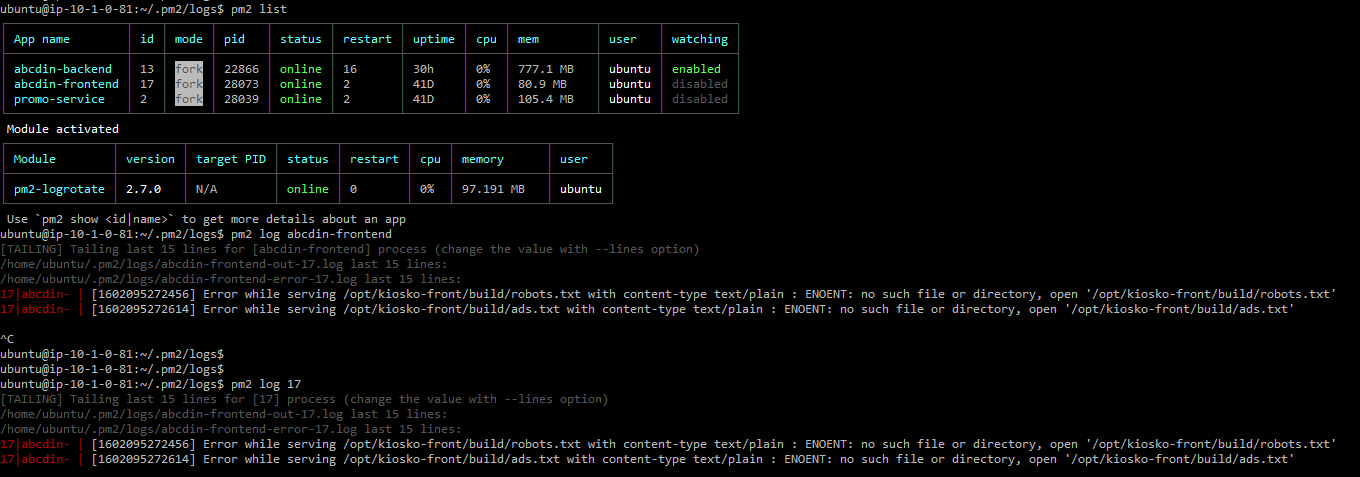 ubuntu@ip-10-1-0-81:~/.pm2/logs$ pm2 list
App name id mode pid status restart uptime cpu mem user watching
abcdin-backend 13 fork 22866 online 16 30h 0% 777.1 MB ubuntu enabled
abcdin-frontend 17 fork 28073 online 2 41D 0% 80.9 MB ubuntu disabled
promo-service 2 fork 28039 online 2 41D 0% 105.4 MB ubuntu disabled
Module activated
Module version target PID status restart cpu memory user
pm2-logrotate 2.7.0 N/A online 0 0% 97.191 MB ubuntu
Use `pm2 show <id|name>` to get more details about an app
ubuntu@ip-10-1-0-81:~/.pm2/logs$ pm2 log abcdin-frontend
[TAILING] Tailing last 15 lines for [abcdin-frontend] process (change the value with --lines option)
/home/ubuntu/.pm2/logs/abcdin-frontend-out-17.log last 15 lines:
/home/ubuntu/.pm2/logs/abcdin-frontend-error-17.log last 15 lines:
17|abcdin- | [1602095272456] Error while serving /opt/kiosko-front/build/robots.txt with content-type text/plain : ENOENT: no such file or directory, open '/opt/kiosko-front/build/robots.txt'
17|abcdin- | [1602095272614] Error while serving /opt/kiosko-front/build/ads.txt with content-type text/plain : ENOENT: no such file or directory, open '/opt/kiosko-front/build/ads.txt'
^C
ubuntu@ip-10-1-0-81:~/.pm2/logs$
ubuntu@ip-10-1-0-81:~/.pm2/logs$
ubuntu@ip-10-1-0-81:~/.pm2/logs$ pm2 log 17
[TAILING] Tailing last 15 lines for [17] process (change the value with --lines option)
/home/ubuntu/.pm2/logs/abcdin-frontend-out-17.log last 15 lines:
/home/ubuntu/.pm2/logs/abcdin-frontend-error-17.log last 15 lines:
17|abcdin- | [1602095272456] Error while serving /opt/kiosko-front/build/robots.txt with content-type text/plain : ENOENT: no such file or directory, open '/opt/kiosko-front/build/robots.txt'
17|abcdin- | [1602095272614] Error while serving /opt/kiosko-front/build/ads.txt with content-type text/plain : ENOENT: no such file or directory, open '/opt/kiosko-front/build/ads.txt'